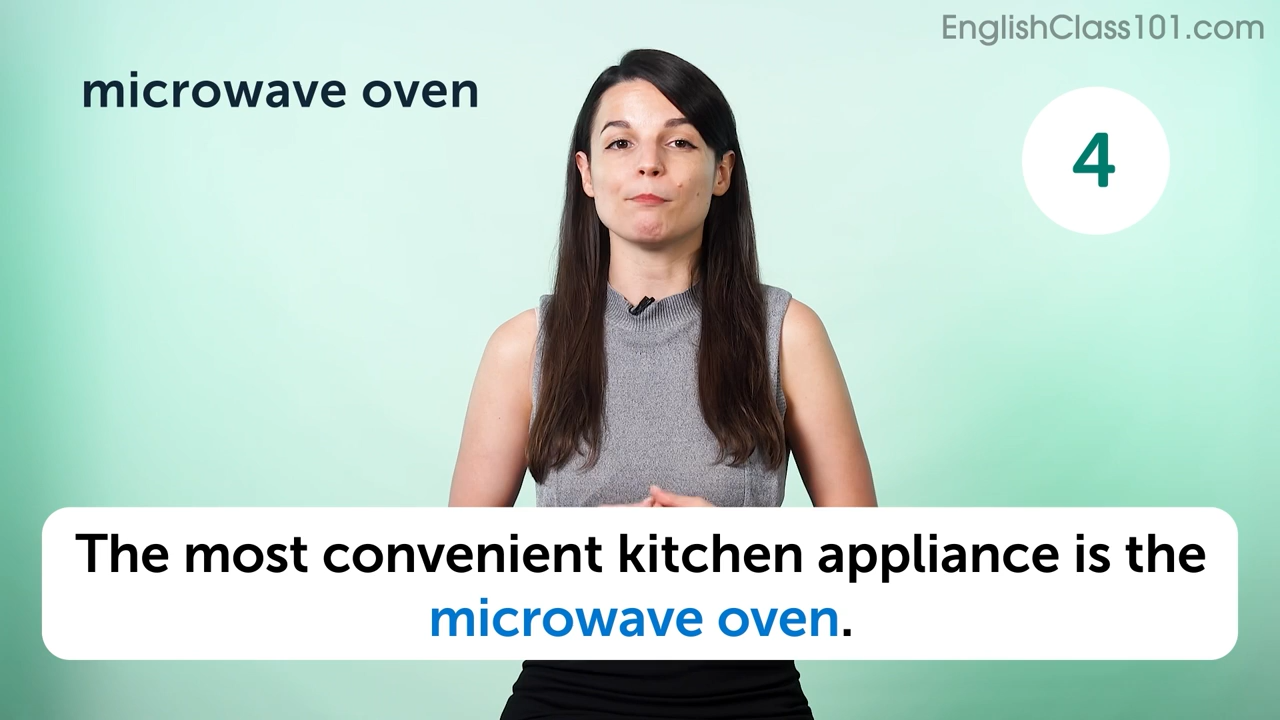 EnglishClass101.com
microwave oven
4
The most convenient kitchen appliance is the
microwave oven.